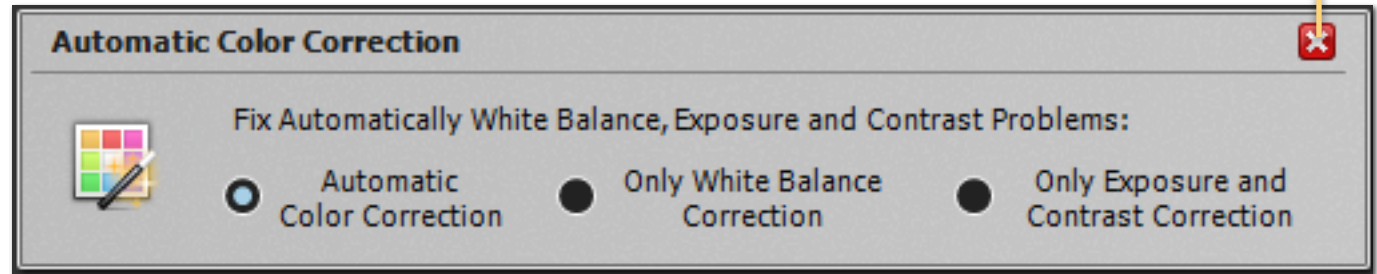 Automatic Color Correction
Fix Automatically White Balance, Exposure and Contrast Problems:
Automatic
Color Correction
Only White Balance
Correction
Only Exposure and
Contrast Correction